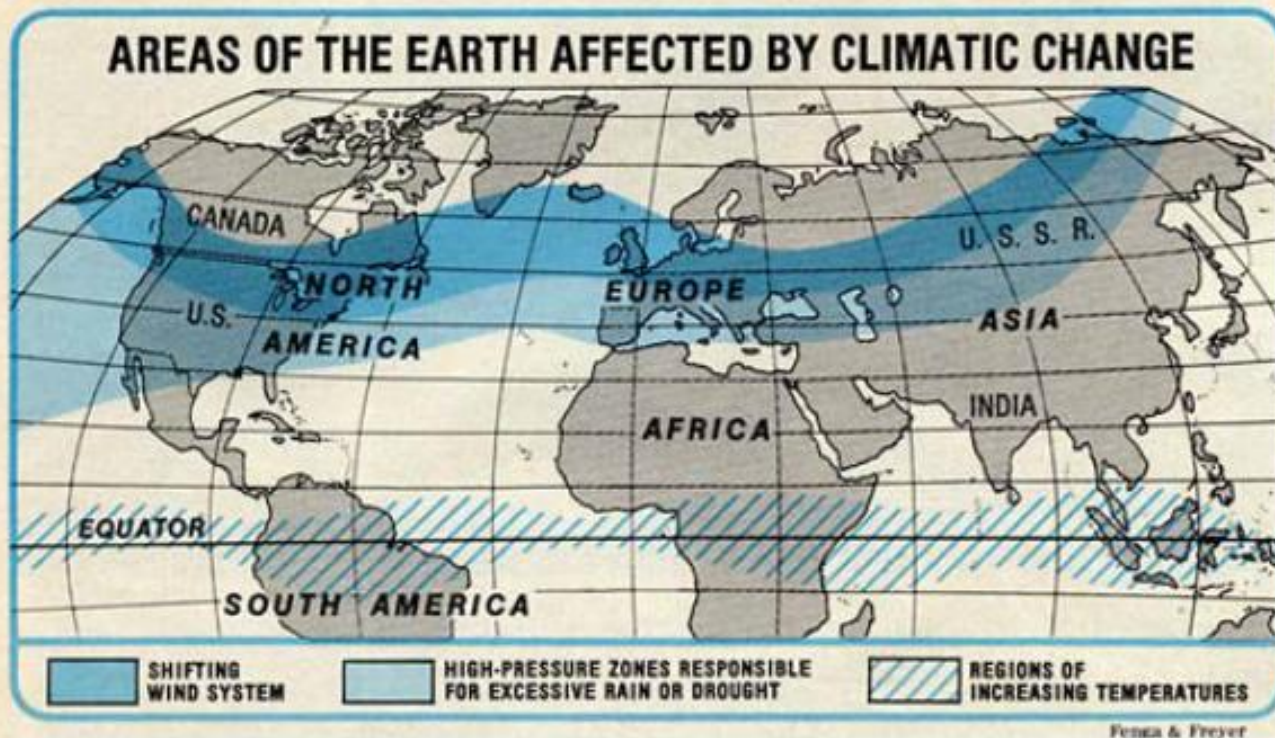 AREAS OF THE EARTH AFFECTED BY CLIMATIC CHANGE
CANADA
U. S. S. R.
NORTH
EUROPE
U.S.
AMERICA
ASIA
INDIA
AFRICA
EQUATOR
SOUTH AMERICA
SHIFTING
WIND SYSTEM
HIGH-PRESSURE ZONES RESPONSIBLE
FOR EXCESSIVE RAIN OR DROUGHT
REGIONS OF
INCREASING TEMPERATURES
Fenga & Freyer